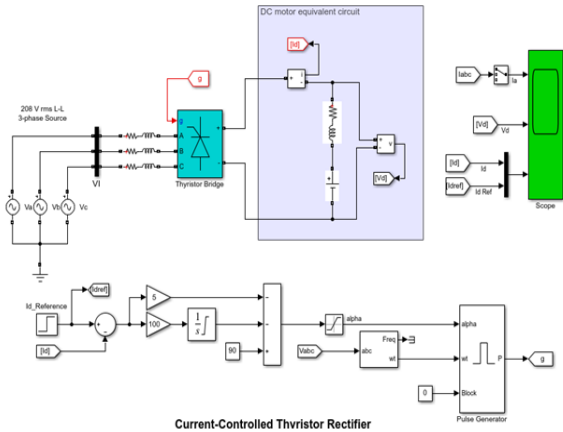 DC motor equivalent circuit
[Id]
g
i
+
-
Iabc
Ia
208 V rms L-L
3-phase Source
g
A
B
C
+
-
VI
Thyristor Bridge
+
-
v
[Vd]
[Vd]
Vd
[Id]
Id
[Idref]
Id Ref
Scope
Va
Vb
Vc
Id_Reference
[Idref]
5
100
1
s
90
[Id]
alpha
Vabc
abc
Freq
wt
0
alpha
wt
Block
P
g
Pulse Generator
Current-Controlled Thyristor Rectifier